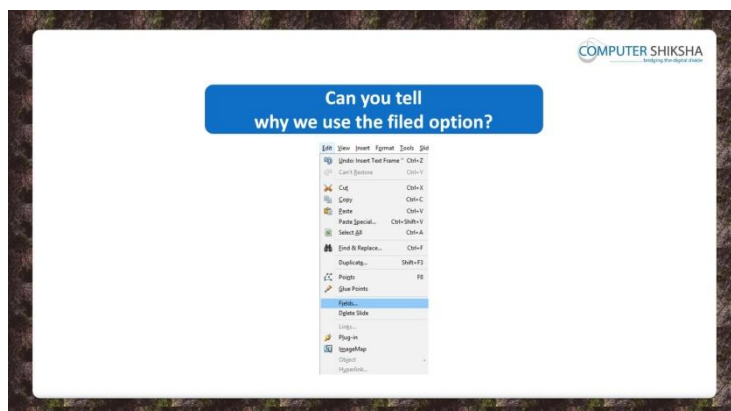 COMPUTER SHIKSHA
bridging the digital divide
Can you tell
why we use the filed option?
Edit View Insert Format Tools Slid
Undo: Insert Text Frame " Ctrl+Z
Can't Restore Ctrl+Y
Cut Ctrl+X
Copy Ctrl+C
Paste Ctrl+V
Paste Special... Ctrl+Shift+V
Select All Ctrl+A
Find & Replace... Ctrl+F
Duplicate... Shift+F3
Points F8
Glue Points
Fields...
Delete Slide
Links...
Plug-in
ImageMap
Object
Hyperlink...